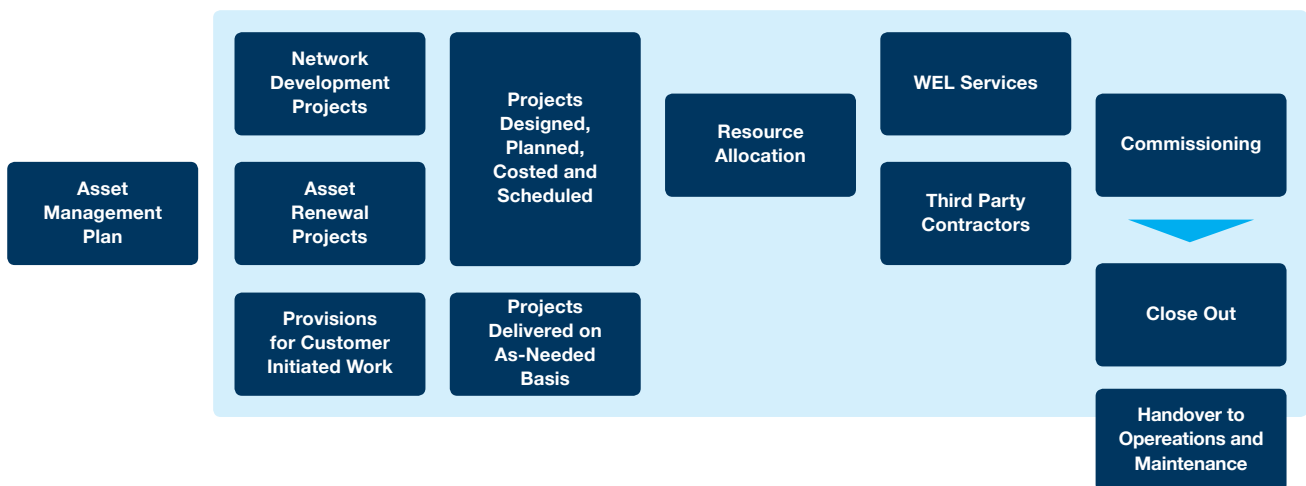 Asset
Management
Plan
Network
Development
Projects
Asset
Renewal
Projects
Provisions
for Customer
Initiated Work
Projects
Designed,
Planned,
Costed and
Scheduled
Projects
Delivered on
As-Needed
Basis
Resource
Allocation
WEL Services
Third Party
Contractors
Commissioning
Close Out
Handover to
Opereations and
Maintenance